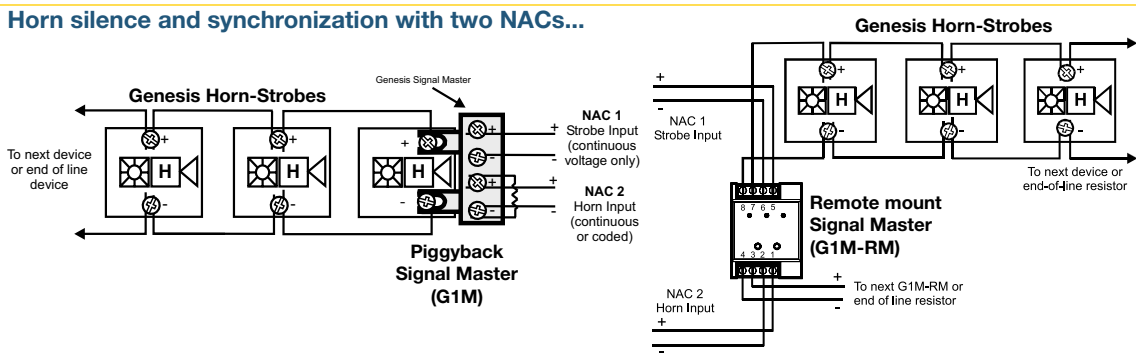 Horn silence and synchronization with two NACs...
Genesis Signal Master
Genesis Horn-Strobes
To next device
or end of line
device
+
-
H
+
-
H
+
-
H
+
-
+
-
NAC 1
+ Strobe Input
(continuous
- voltage only)
NAC 2
+ Horn Input
- (continuous
or coded)
Piggyback
Signal Master
(G1M)
Genesis Horn-Strobes
+
-
NAC 1
Strobe Input
+
-
H
+
-
H
+
-
H
To next device or
end-of-line resistor
8 7 6 5
4 3 2 1
Remote mount
Signal Master
(G1M-RM)
+
-
To next G1M-RM or
end of line resistor
NAC 2
Horn Input
+
-